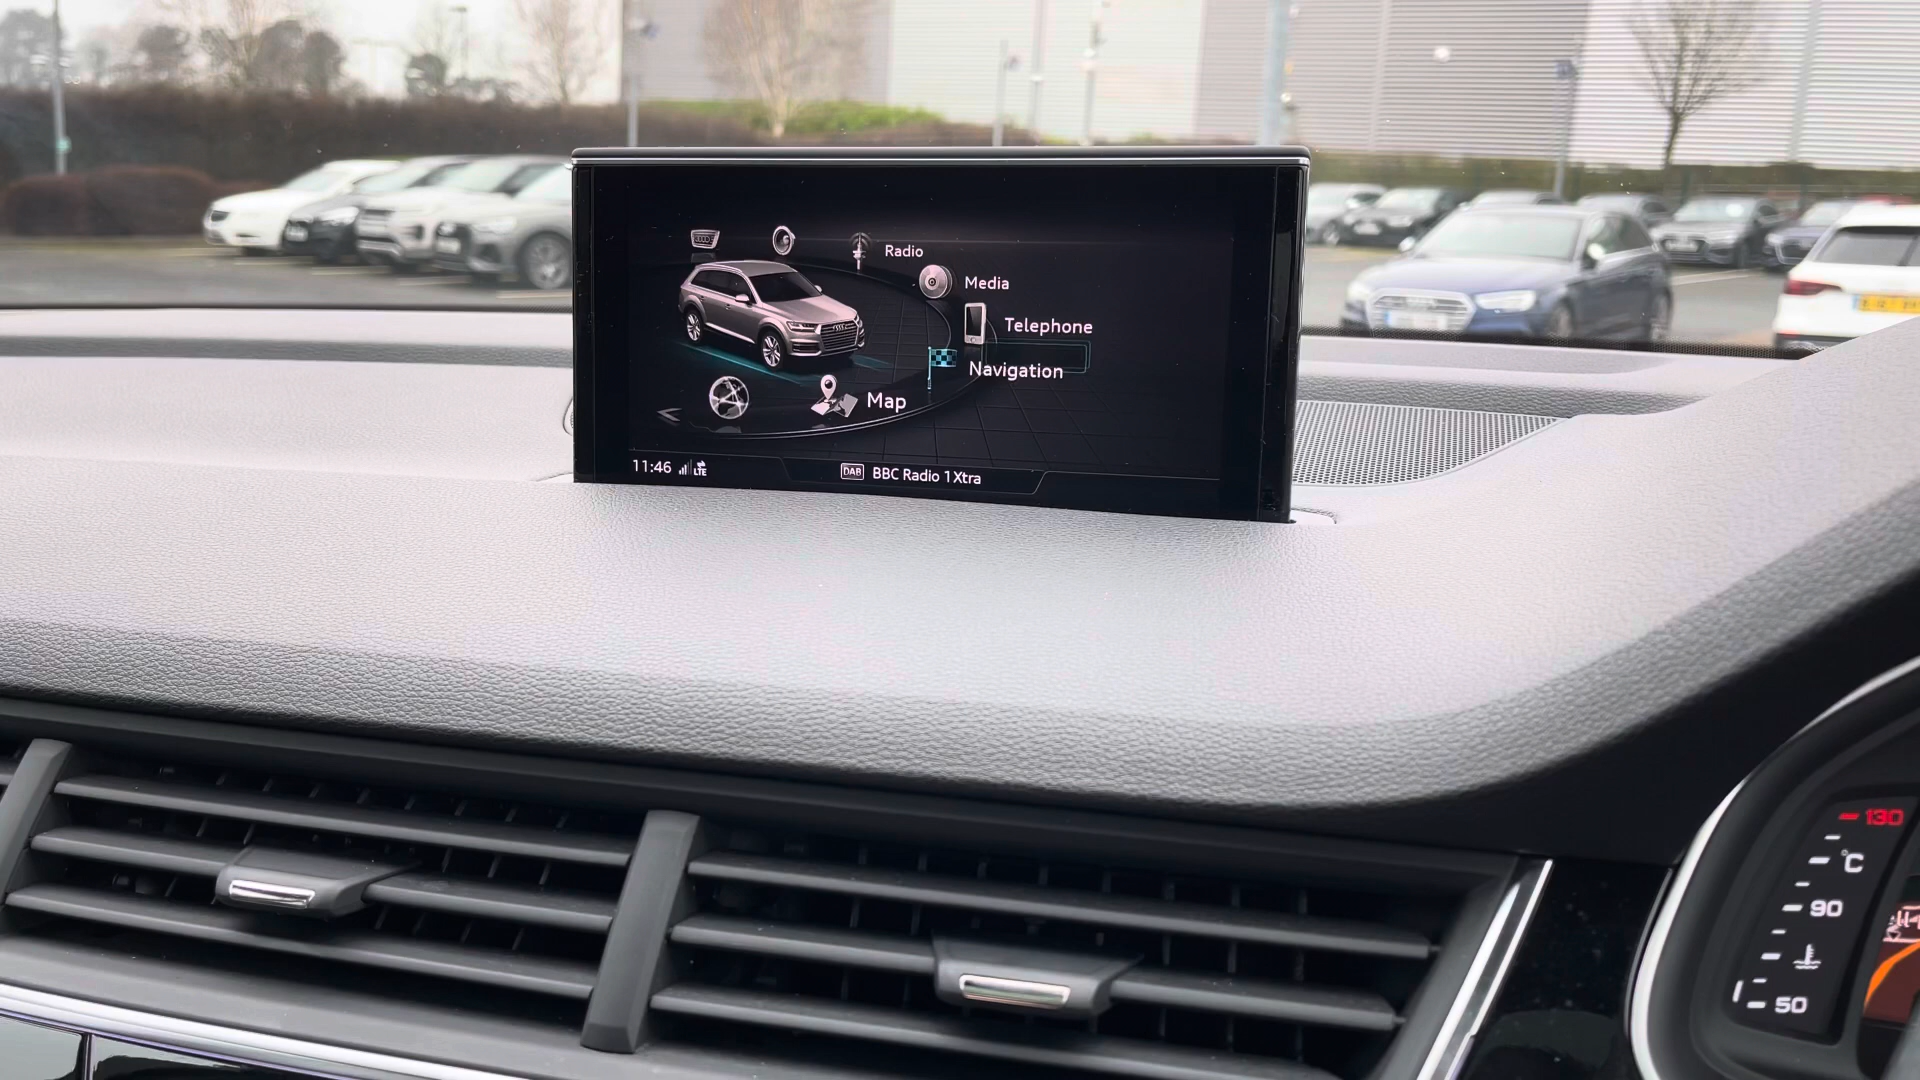 Radio
Media
Telephone
Navigation
Map
11:46 LTE
DAB BBC Radio 1Xtra
130
°C
90
50